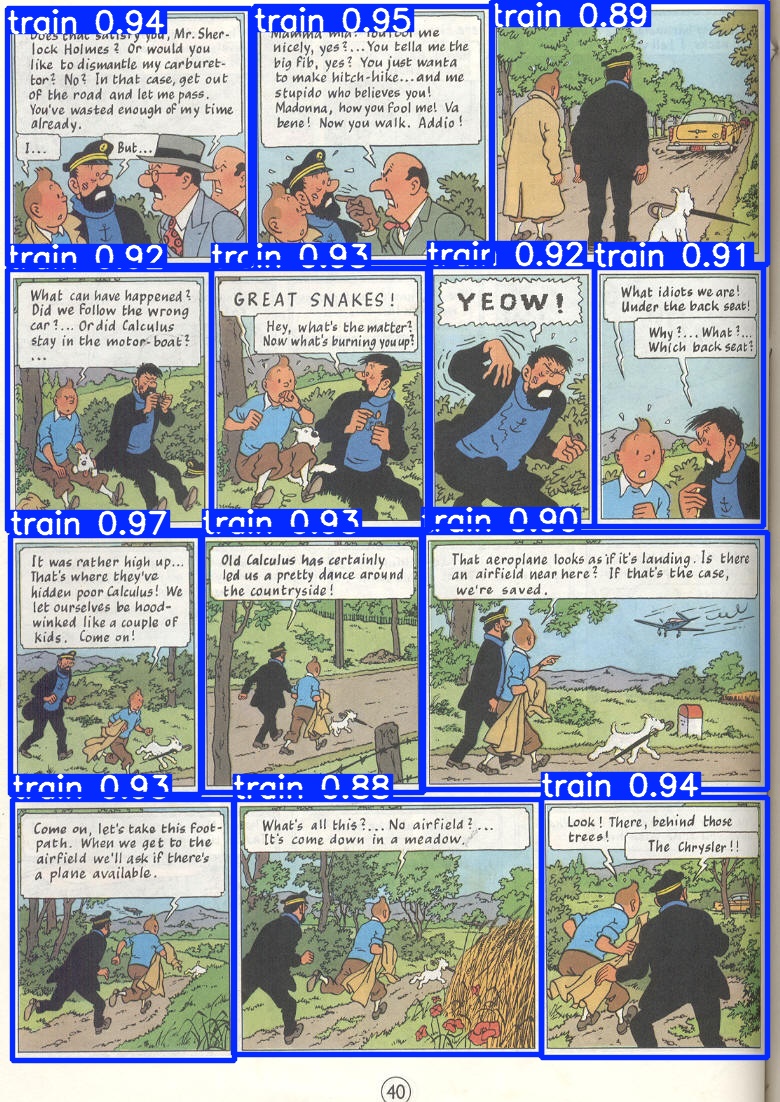 train 0.94
Does that satisfy you, Mr. Sher-
lock Holmes? Or would you
like to dismantle my carburet-
tor? No? In that case, get out
of the road and let me pass.
You've wasted enough of my time
already.
I...
But...
train 0.95
Mamma mia! You fool me
nicely, yes?...You tella me the
big fib, yes? You just wanta
to make hitch-hike...and me
stupido who believes you!
Madonna, how you fool me! Va
bene! Now you walk. Addio!
train 0.89
train 0.92
What can have happened?
Did we follow the wrong
car?... Or did Calculus
stay in the motor-boat?
...
train 0.93
GREAT SNAKES!
Hey, what's the matter?
Now what's burning you up?
train 0.92
YEOW!
train 0.91
What idiots we are!
Under the back seat!
Why?...What?...
Which back seat?
train 0.97
It was rather high up...
That's where they've
hidden poor Calculus! We
let ourselves be hood-
winked like a couple of
kids. Come on!
train 0.93
Old Calculus has certainly
led us a pretty dance around
the countryside!
train 0.90
That aeroplane looks as if it's landing. Is there
an airfield near here? If that's the case,
we're saved.
train 0.93
Come on, let's take this foot-
path. When we get to the
airfield we'll ask if there's
a plane available.
train 0.88
What's all this?... No airfield?...
It's come down in a meadow.
train 0.94
Look! There, behind those
trees!
The Chrysler!!
40